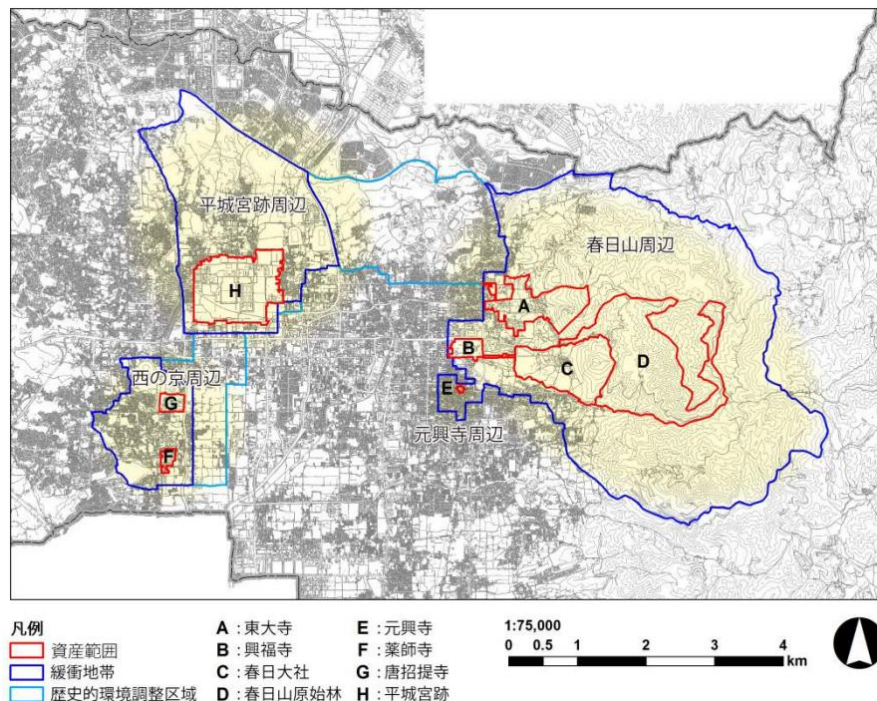 平城宮跡周辺
春日山周辺
H
A
B
C
D
西の京周辺
G
E
元興寺周辺
F
凡例
資産範囲
緩衝地帯
歴史的環境調整区域
A：東大寺
B：興福寺
C：春日大社
D：春日山原始林
E：元興寺
F：薬師寺
G：唐招提寺
H：平城宮跡
1:75,000
0 0.5 1 2 3 4
km